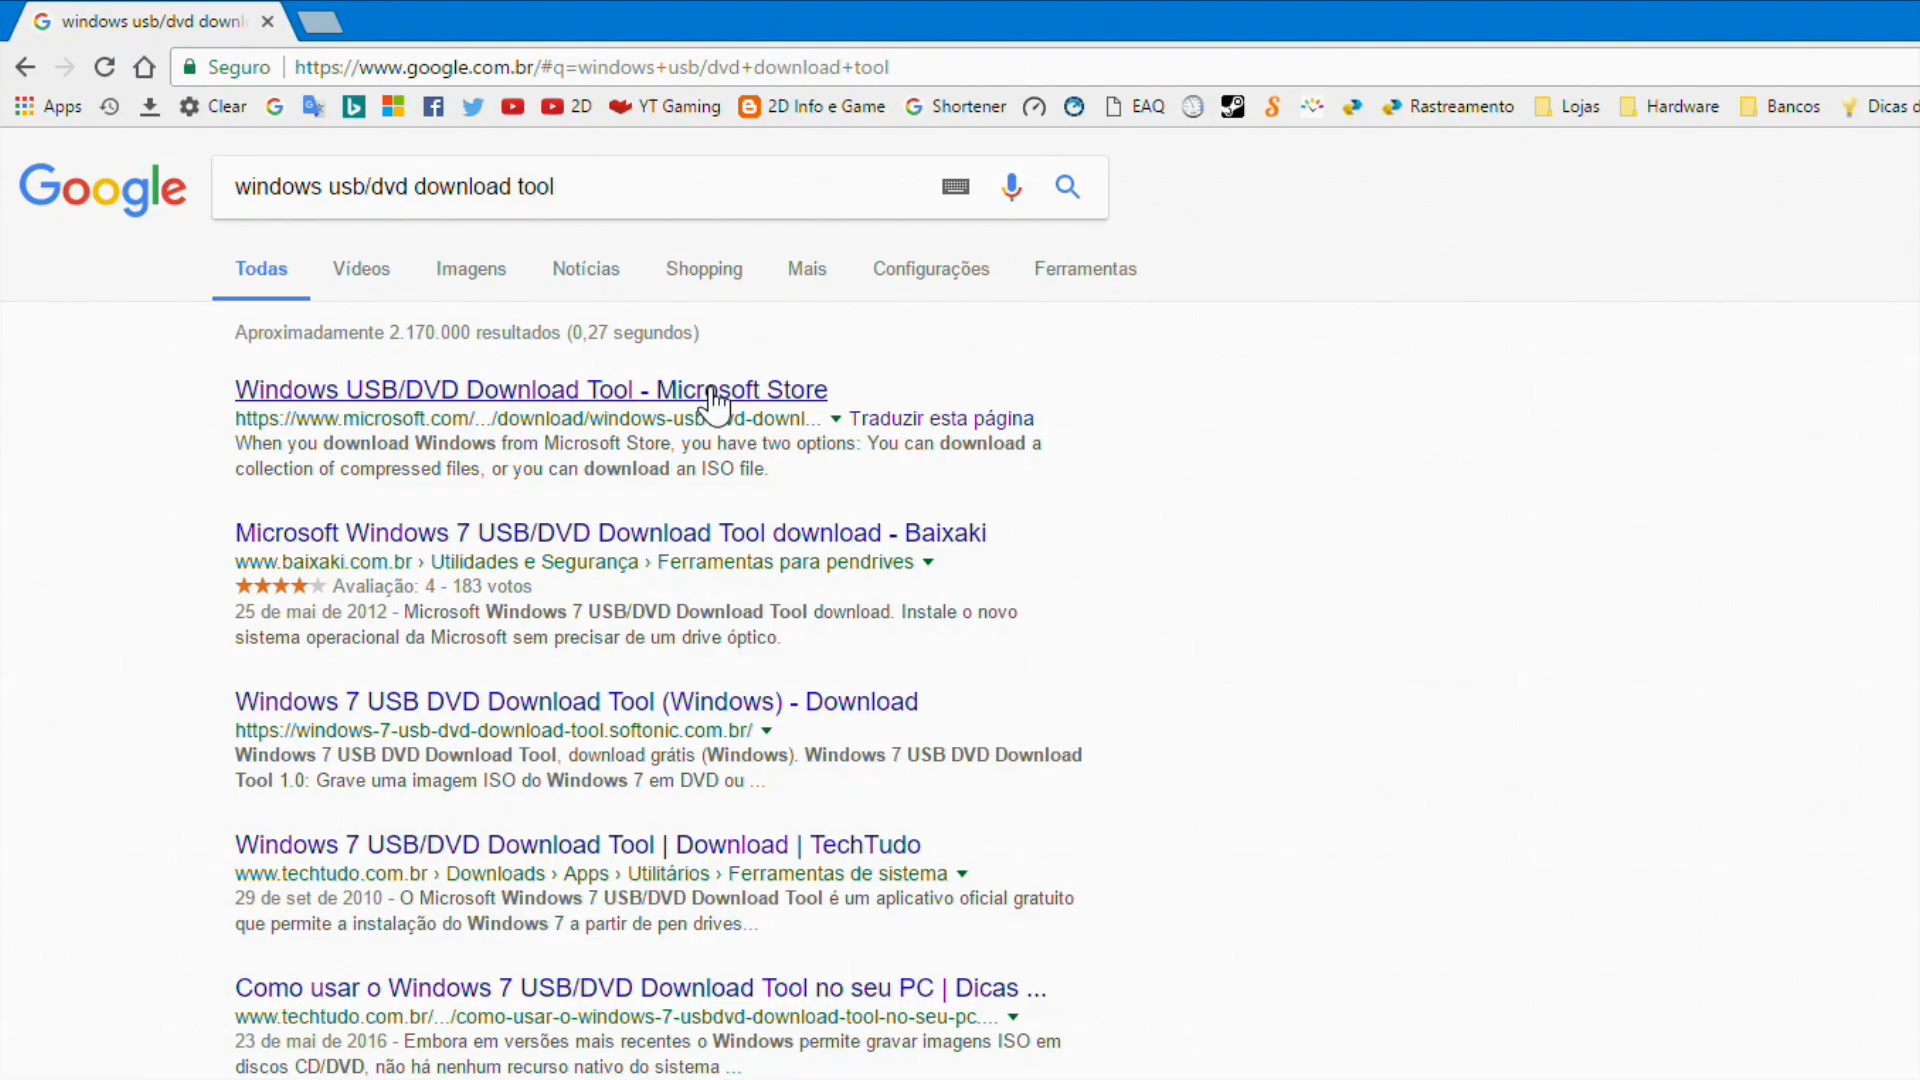 windows usb/dvd downl
Seguro
https://www.google.com.br/#q=windows+usb/dvd+download+tool
Apps
Clear
2D
YT Gaming
2D Info e Game
Shortener
EAQ
Rastreamento
Lojas
Hardware
Bancos
Dicas d
Google
windows usb/dvd download tool
Todas
Vídeos
Imagens
Notícias
Shopping
Mais
Configurações
Ferramentas
Aproximadamente 2.170.000 resultados (0,27 segundos)
Windows USB/DVD Download Tool - Microsoft Store
https://www.microsoft.com/.../download/windows-usb d-downl... Traduzir esta página
When you download Windows from Microsoft Store, you have two options: You can download a
collection of compressed files, or you can download an ISO file.
Microsoft Windows 7 USB/DVD Download Tool download - Baixaki
www.baixaki.com.br › Utilidades e Segurança › Ferramentas para pendrives
Avaliação: 4 - 183 votos
25 de mai de 2012 - Microsoft Windows 7 USB/DVD Download Tool download. Instale o novo
sistema operacional da Microsoft sem precisar de um drive óptico.
Windows 7 USB DVD Download Tool (Windows) - Download
https://windows-7-usb-dvd-download-tool.softonic.com.br/
Windows 7 USB DVD Download Tool, download grátis (Windows). Windows 7 USB DVD Download
Tool 1.0: Grave uma imagem ISO do Windows 7 em DVD ou ...
Windows 7 USB/DVD Download Tool | Download | TechTudo
www.techtudo.com.br › Downloads › Apps › Utilitários › Ferramentas de sistema
29 de set de 2010 - O Microsoft Windows 7 USB/DVD Download Tool é um aplicativo oficial gratuito
que permite a instalação do Windows 7 a partir de pen drives...
Como usar o Windows 7 USB/DVD Download Tool no seu PC | Dicas ...
www.techtudo.com.br/.../como-usar-o-windows-7-usbdvd-download-tool-no-seu-pc....
23 de mai de 2016 - Embora em versões mais recentes o Windows permite gravar imagens ISO em
discos CD/DVD, não há nenhum recurso nativo do sistema ...